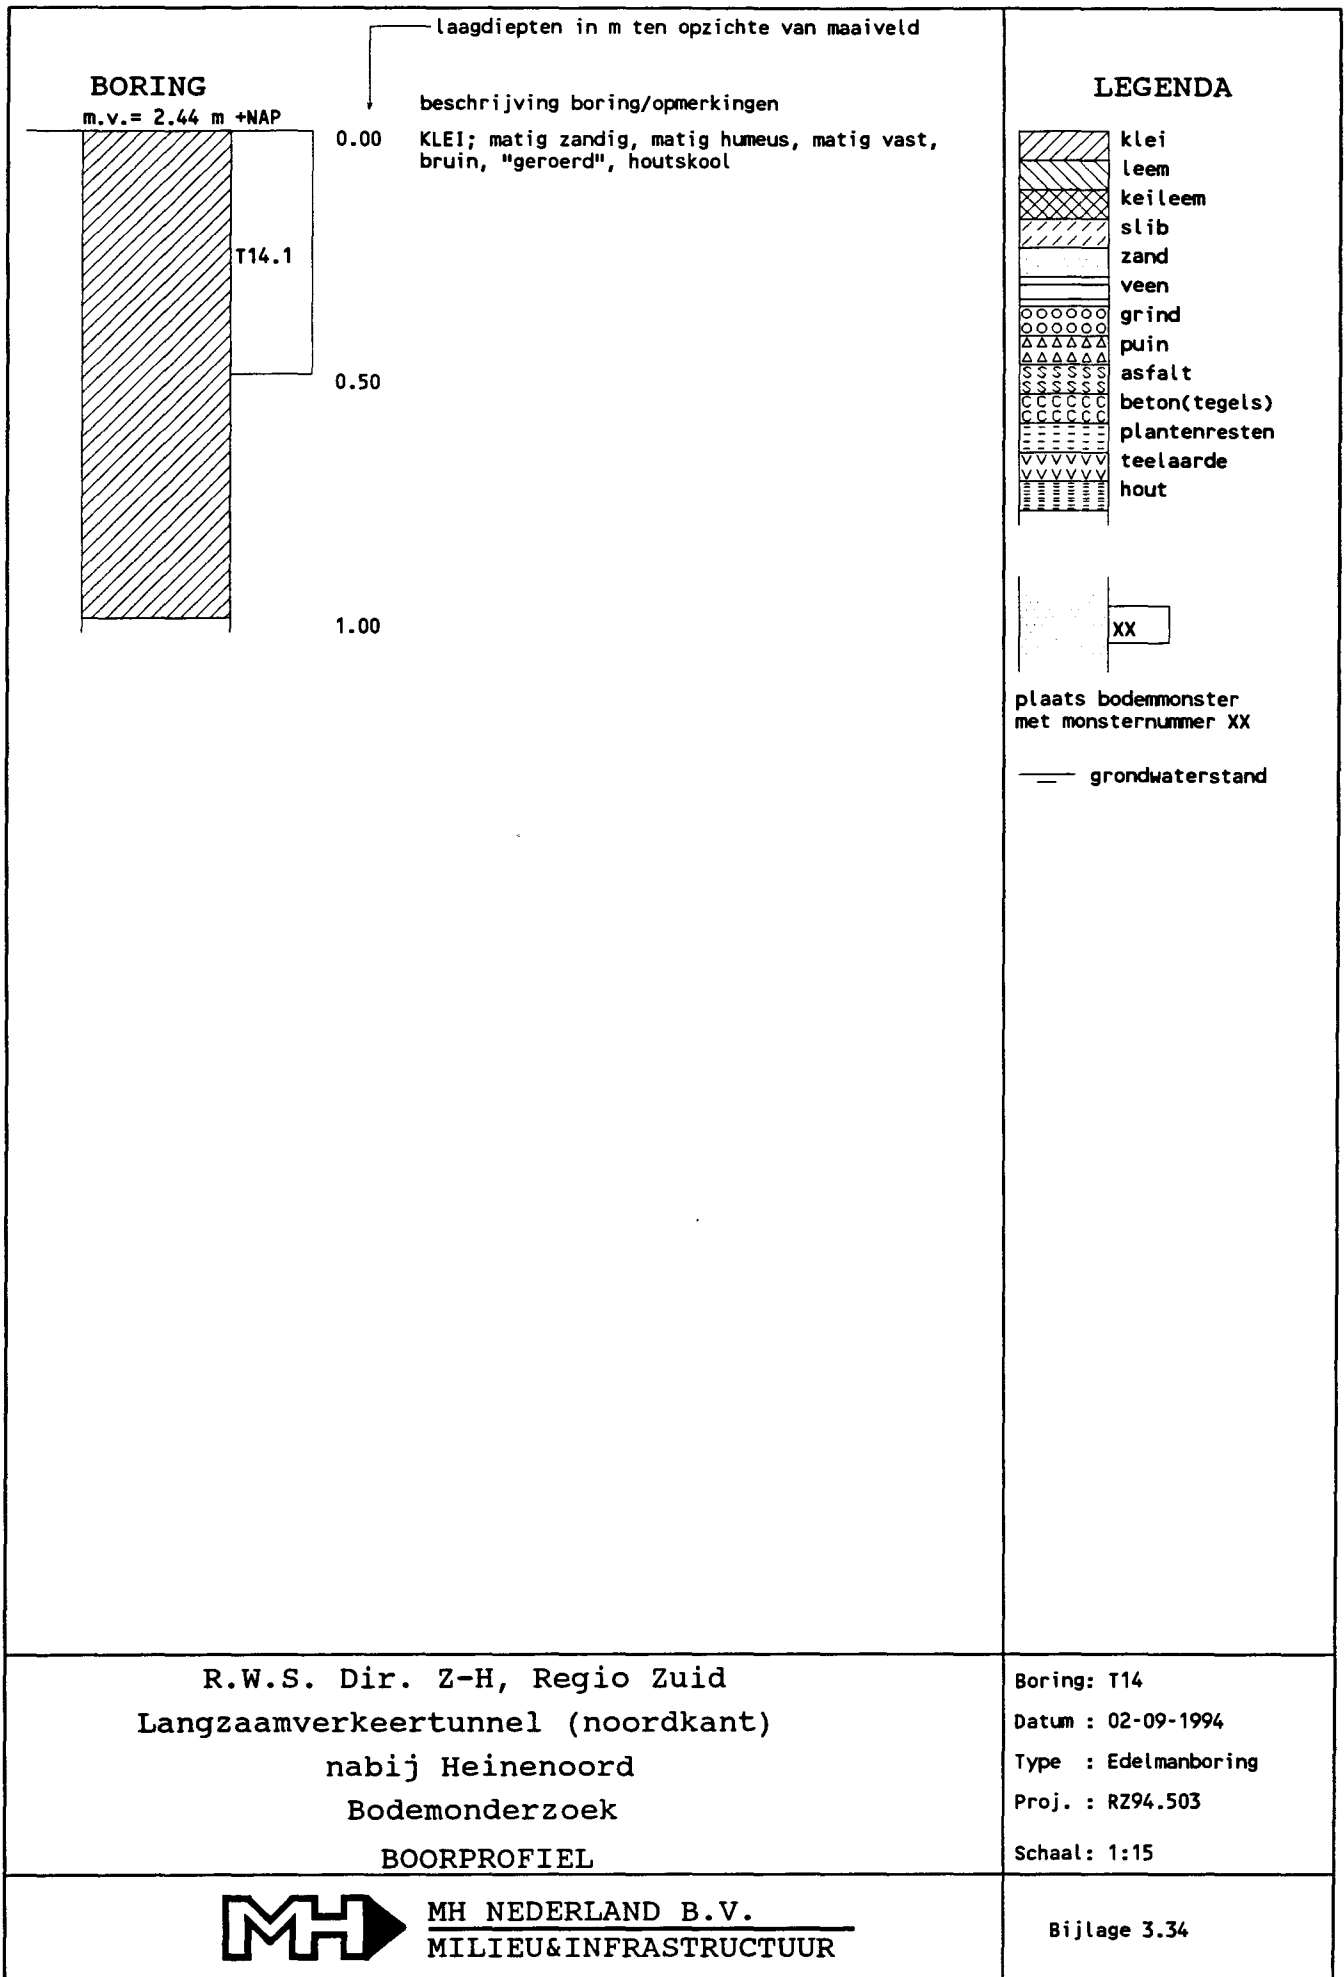 laagdiepten in m ten opzichte van maaiveld
BORING
m.v.= 2.44 m +NAP
beschrijving boring/opmerkingen
0.00 KLEI; matig zandig, matig humeus, matig vast,
bruin, "geroerd", houtskool
T14.1
0.50
1.00
LEGENDA
klei
leem
keileem
slib
zand
veen
grind
puin
asfalt
beton(tegels)
plantenresten
teelaarde
hout
XX
plaats bodemmonster
met monsternummer XX
grondwaterstand
R.W.S. Dir. Z-H, Regio Zuid
Langzaamverkeertunnel (noordkant)
nabij Heinenoord
Bodemonderzoek
BOORPROFIEL
Boring: T14
Datum : 02-09-1994
Type : Edelmanboring
Proj. : RZ94.503
Schaal: 1:15
MH
MH NEDERLAND B.V.
MILIEU&INFRASTRUCTUUR
Bijlage 3.34